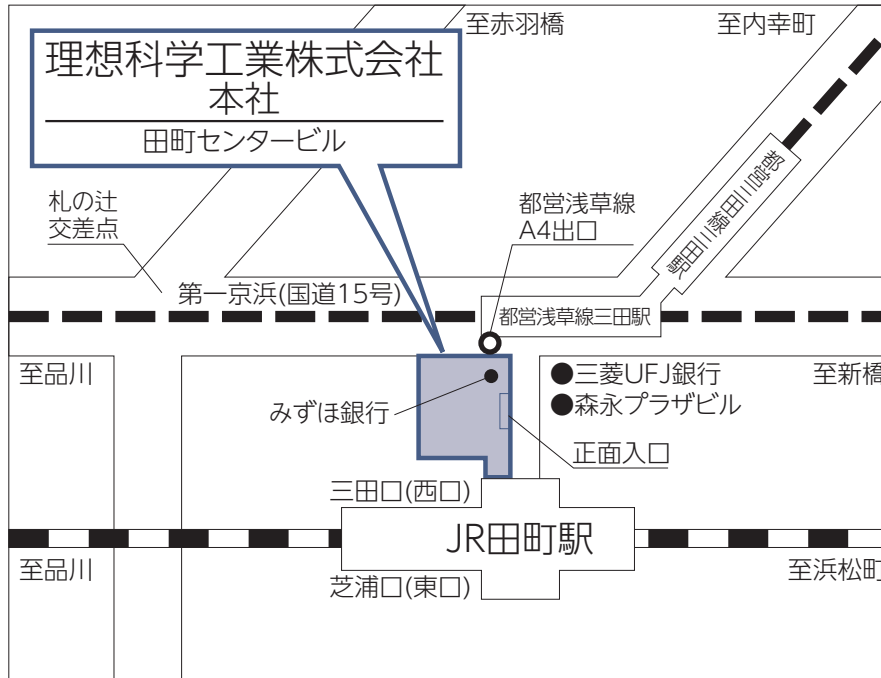 至赤羽橋
至内幸町
理想科学工業株式会社
本社
田町センタービル
都営三田線三田駅
札の辻
交差点
都営浅草線
A4出口
第一京浜(国道15号)
都営浅草線三田駅
至品川
●三菱UFJ銀行
至新橋
みずほ銀行
●森永プラザビル
正面入口
三田口(西口)
JR田町駅
至品川
芝浦口(東口)
至浜松町